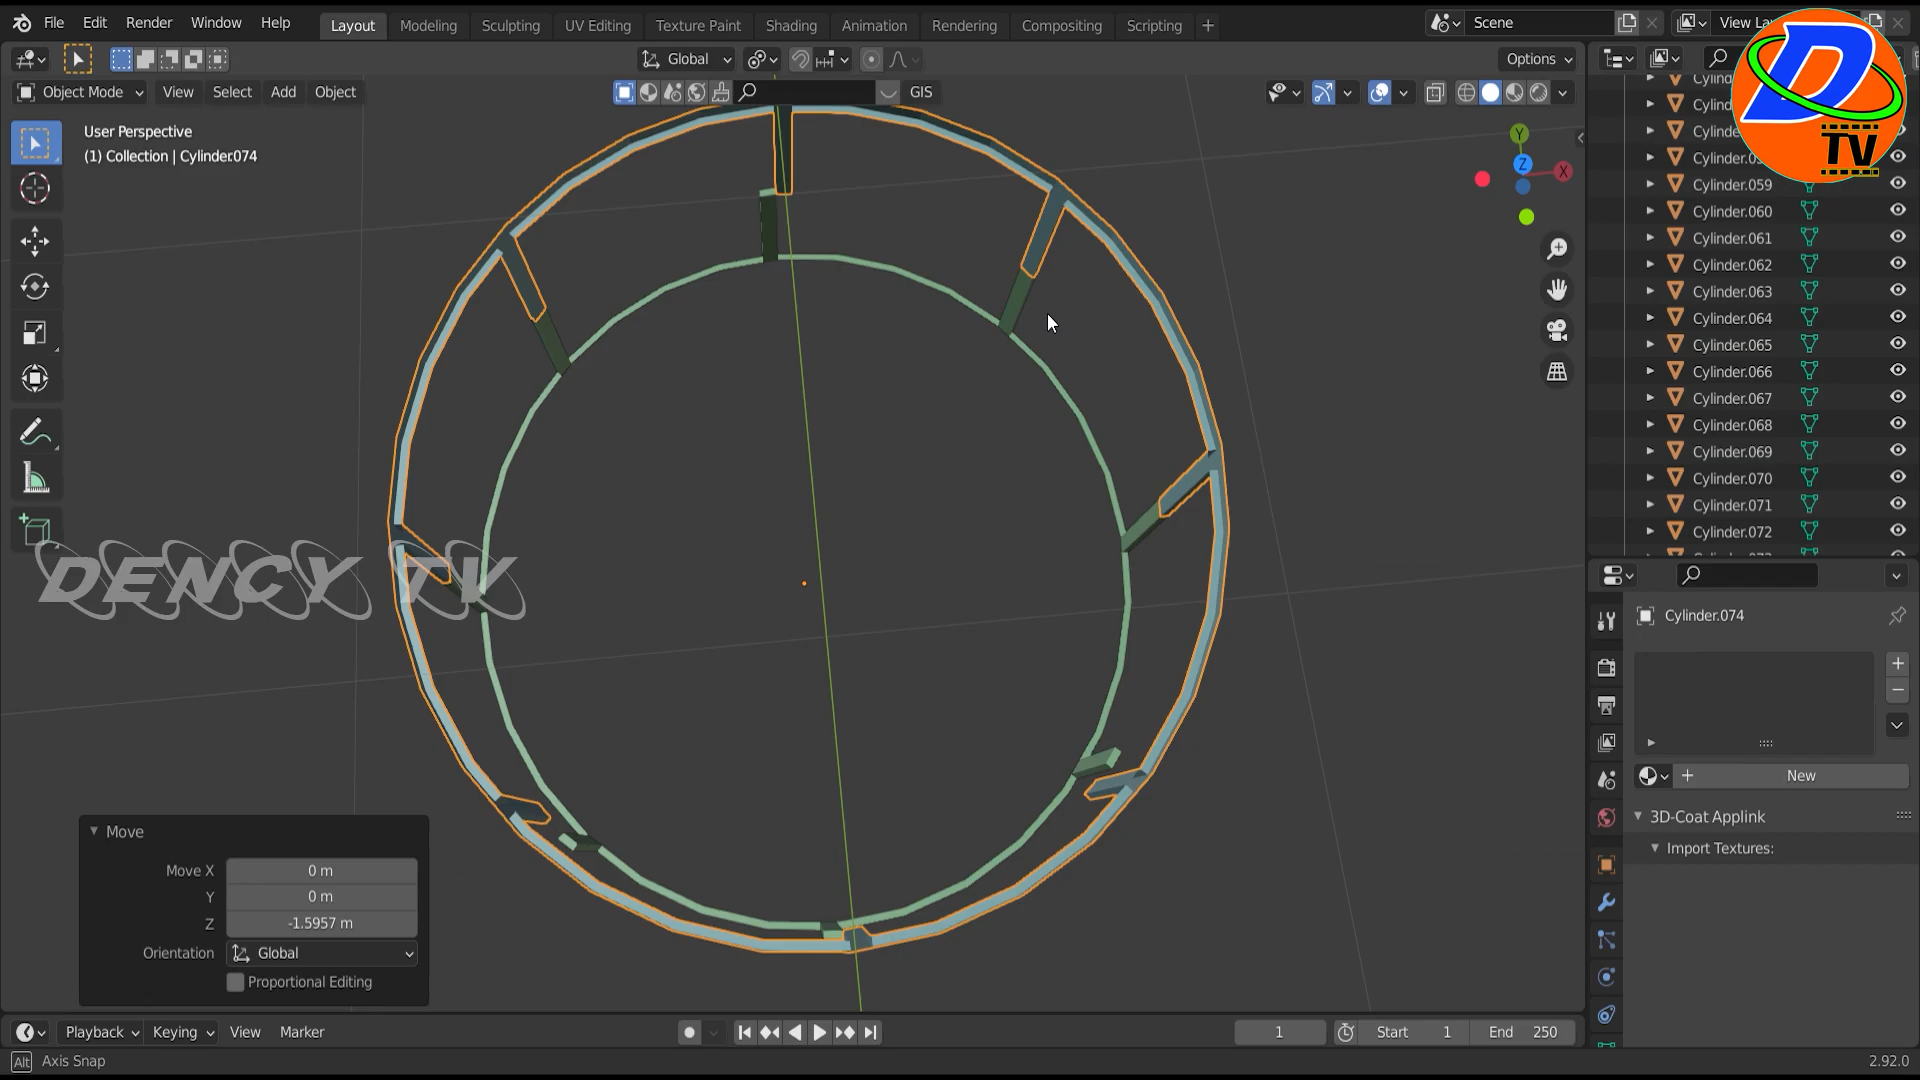 File Edit Render Window Help
Layout Modeling Sculpting UV Editing Texture Paint Shading Animation Rendering Compositing Scripting +
Scene
View
Global
Options
D TV
Object Mode View Select Add Object
GIS
User Perspective
(1) Collection | Cylinder.074
Y
Z
X
Cylinder.059
Cylinder.060
Cylinder.061
Cylinder.062
Cylinder.063
Cylinder.064
Cylinder.065
Cylinder.066
Cylinder.067
Cylinder.068
Cylinder.069
Cylinder.070
Cylinder.071
Cylinder.072
DENCY TV
Cylinder.074
+ New
3D-Coat Applink
Import Textures:
Move
Move X 0 m
Y 0 m
Z -1.5957 m
Orientation Global
Proportional Editing
Playback Keying View Marker
1 Start 1 End 250
Alt Axis Snap
2.92.0